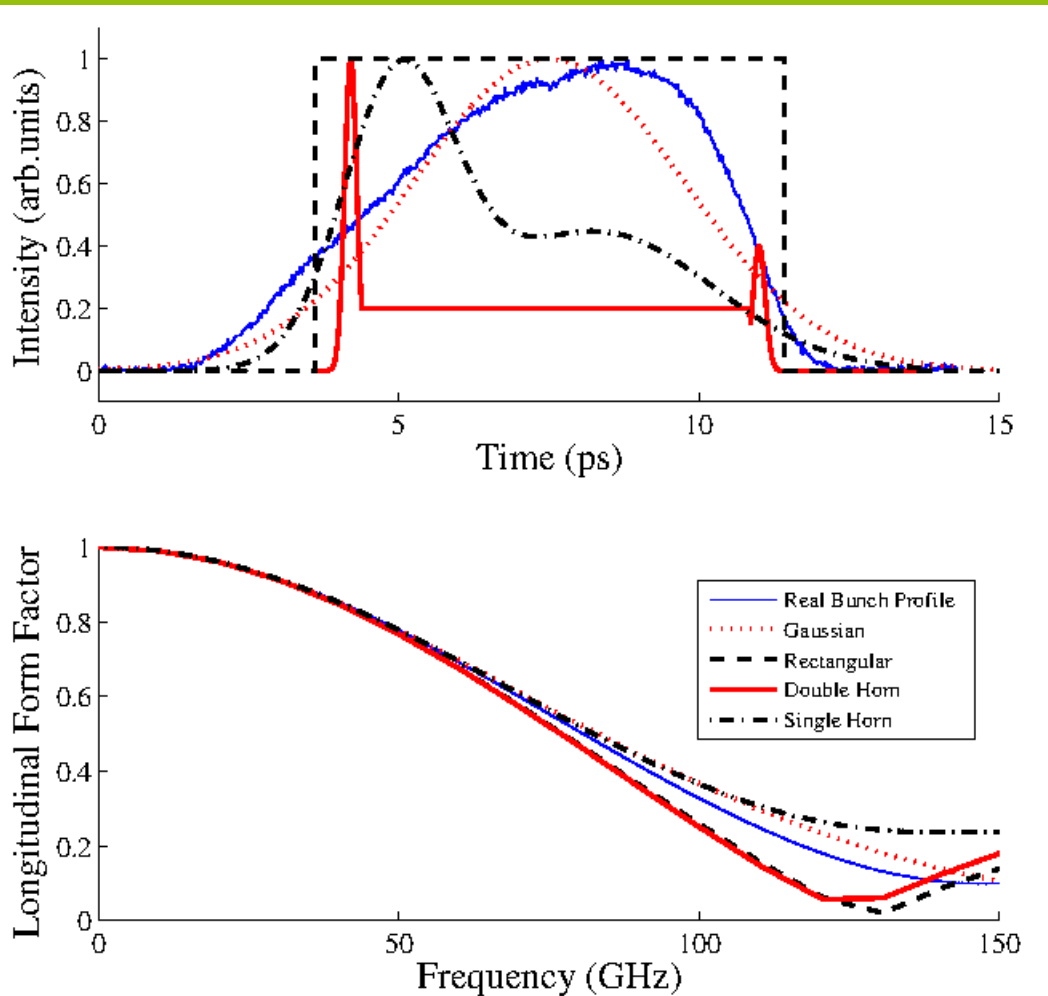 Intensity (arb.units)
1
0.8
0.6
0.4
0.2
0
0 5 10 15
Time (ps)
Longitudinal Form Factor
1
0.8
0.6
0.4
0.2
0
Real Bunch Profile
Gaussian
Rectangular
Double Horn
Single Horn
0 50 100 150
Frequency (GHz)